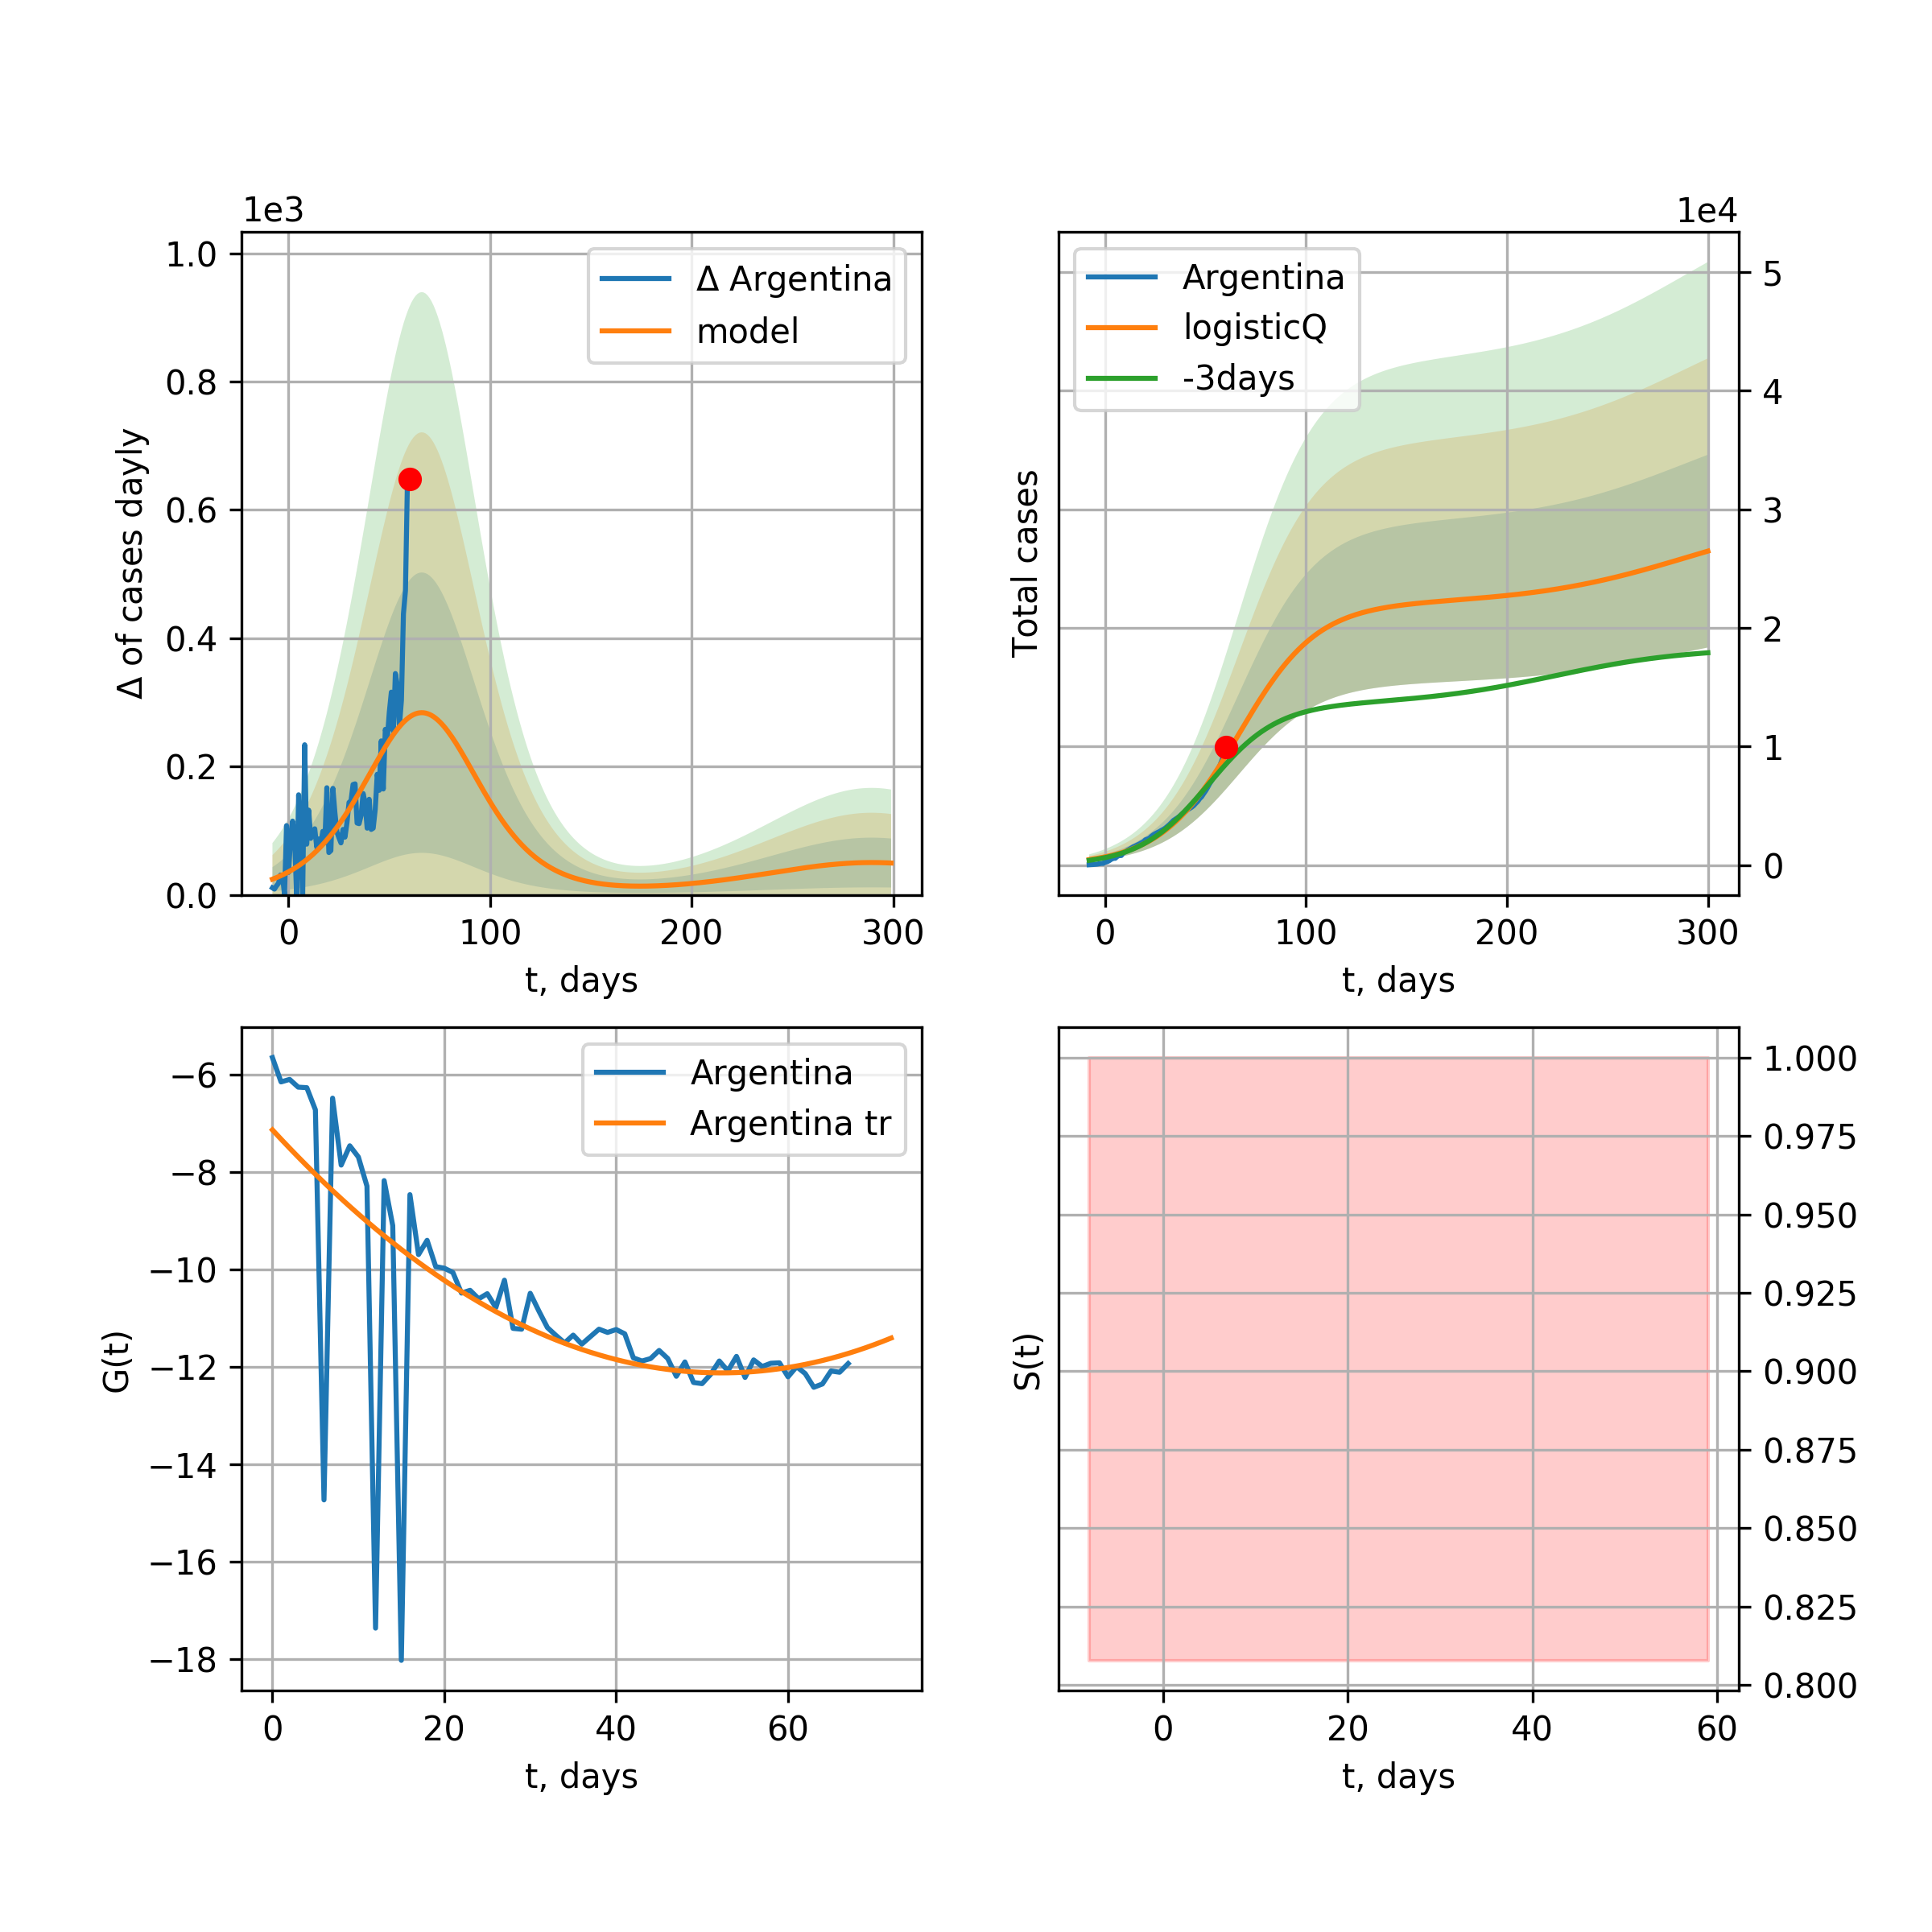 1e3
1.0
0.8
0.6
0.4
0.2
0.0
Δ of cases dayly
0 100 200 300
t, days
Δ Argentina
model
1e4
5
4
3
2
1
0
Total cases
0 100 200 300
t, days
Argentina
logisticQ
-3days
−6
−8
−10
−12
−14
−16
−18
G(t)
0 20 40 60
t, days
Argentina
Argentina tr
1.000
0.975
0.950
0.925
0.900
0.875
0.850
0.825
0.800
S(t)
0 20 40 60
t, days